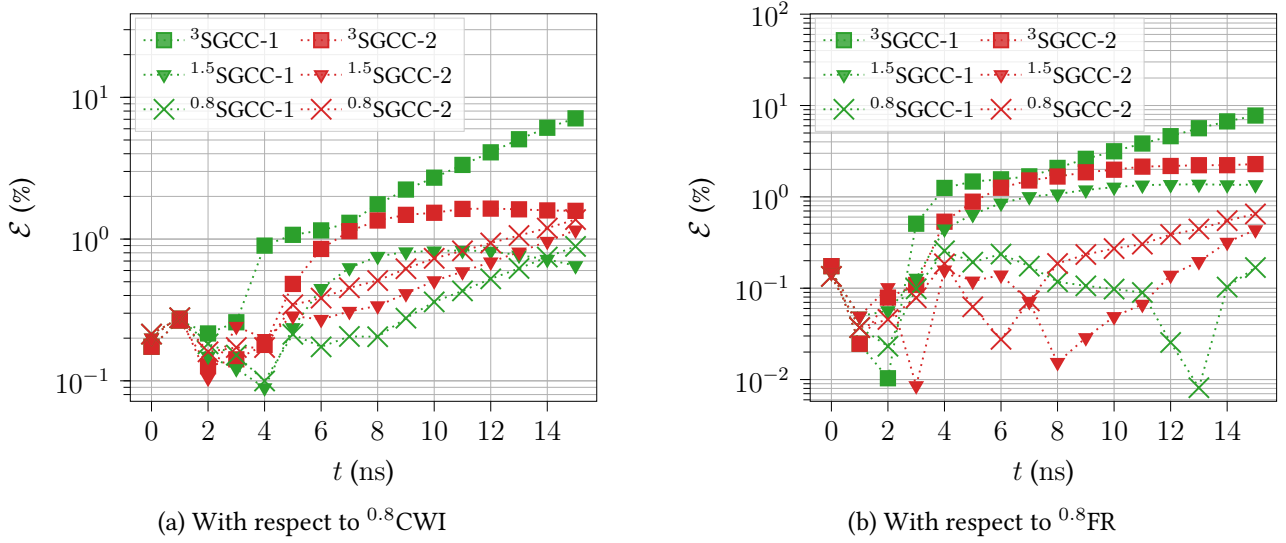 ³SGCC-1 ³SGCC-2
¹·⁵SGCC-1 ¹·⁵SGCC-2
⁰·⁸SGCC-1 ⁰·⁸SGCC-2
10¹
10⁰
10⁻¹
ℰ (%)
0 2 4 6 8 10 12 14
t (ns)
(a) With respect to ⁰·⁸CWI
³SGCC-1 ³SGCC-2
¹·⁵SGCC-1 ¹·⁵SGCC-2
⁰·⁸SGCC-1 ⁰·⁸SGCC-2
10²
10¹
10⁰
10⁻¹
10⁻²
ℰ (%)
0 2 4 6 8 10 12 14
t (ns)
(b) With respect to ⁰·⁸FR